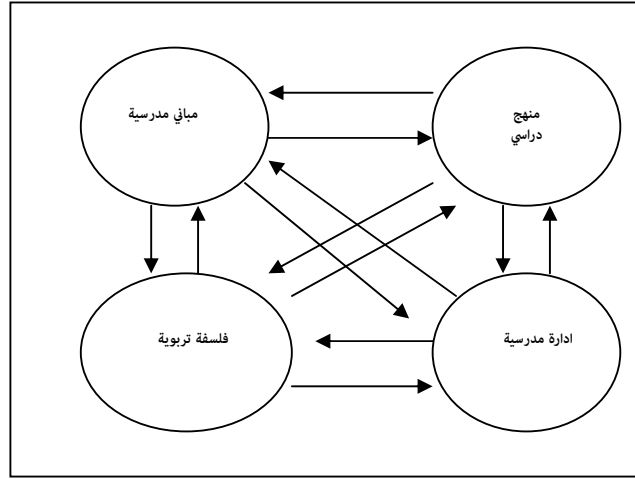 منهج
دراسي
مباني مدرسية
ادارة مدرسية
فلسفة تربوية